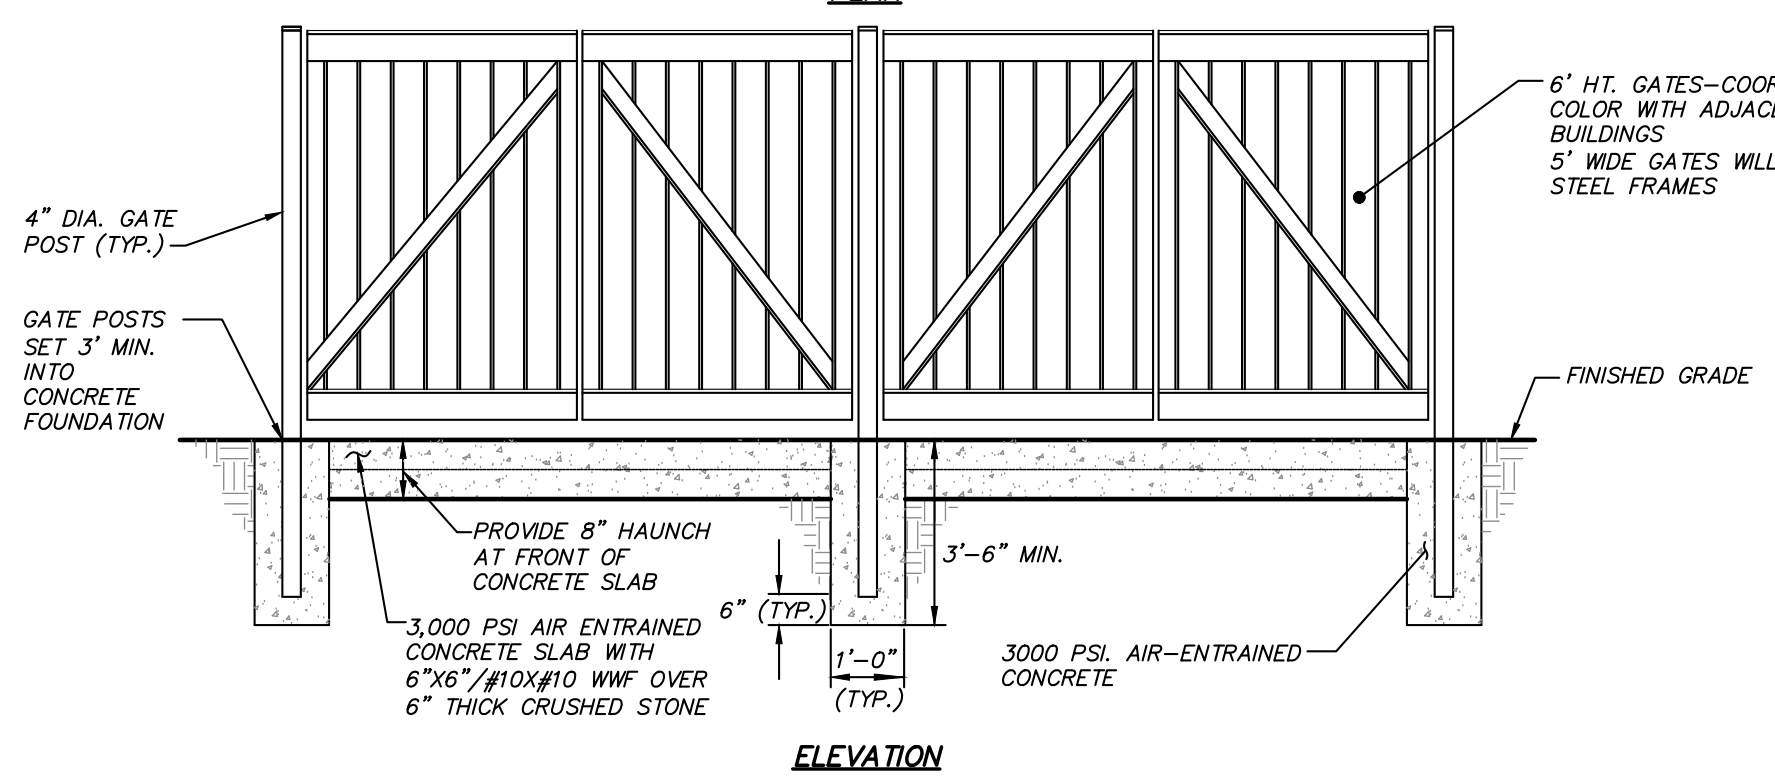 6' HT. GATES-COOR
COLOR WITH ADJACE
BUILDINGS
5' WIDE GATES WILL
STEEL FRAMES
4" DIA. GATE
POST (TYP.)
GATE POSTS
SET 3' MIN.
INTO
CONCRETE
FOUNDATION
FINISHED GRADE
PROVIDE 8" HAUNCH
AT FRONT OF
CONCRETE SLAB
3'-6" MIN.
6" (TYP.)
3,000 PSI AIR ENTRAINED
CONCRETE SLAB WITH
6"X6"/#10X#10 WWF OVER
6" THICK CRUSHED STONE
1'-0"
(TYP.)
3000 PSI. AIR-ENTRAINED
CONCRETE
ELEVATION